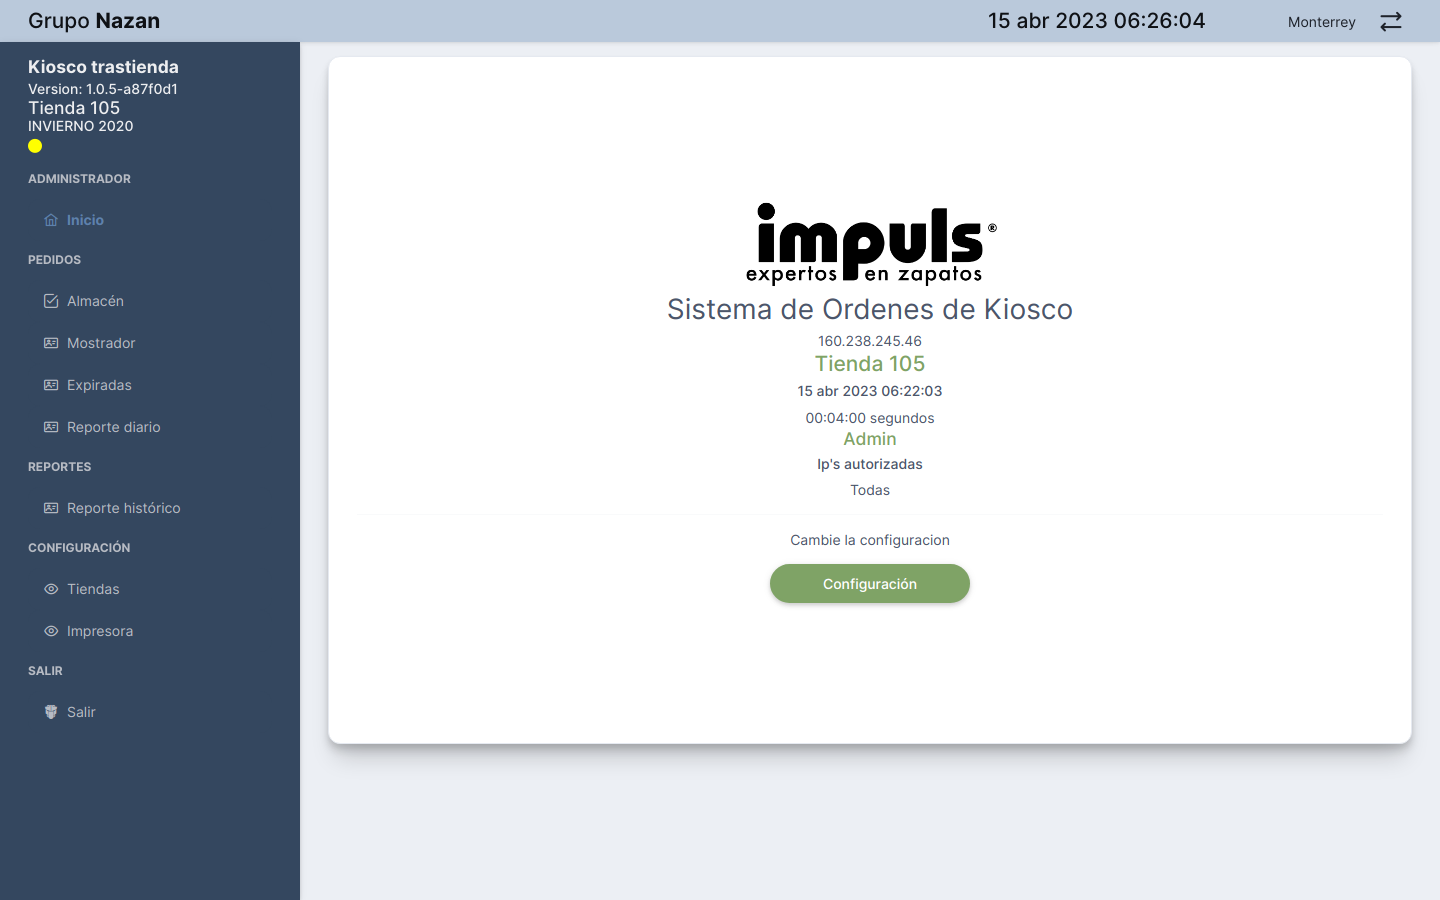 Grupo Nazan
15 abr 2023 06:26:04
Monterrey
Kiosco trastienda
Version: 1.0.5-a87f0d1
Tienda 105
INVIERNO 2020
ADMINISTRADOR
Inicio
PEDIDOS
Almacén
Mostrador
Expiradas
Reporte diario
REPORTES
Reporte histórico
CONFIGURACIÓN
Tiendas
Impresora
SALIR
Salir
impuls®
expertos en zapatos
Sistema de Ordenes de Kiosco
160.238.245.46
Tienda 105
15 abr 2023 06:22:03
00:04:00 segundos
Admin
Ip's autorizadas
Todas
Cambie la configuracion
Configuración